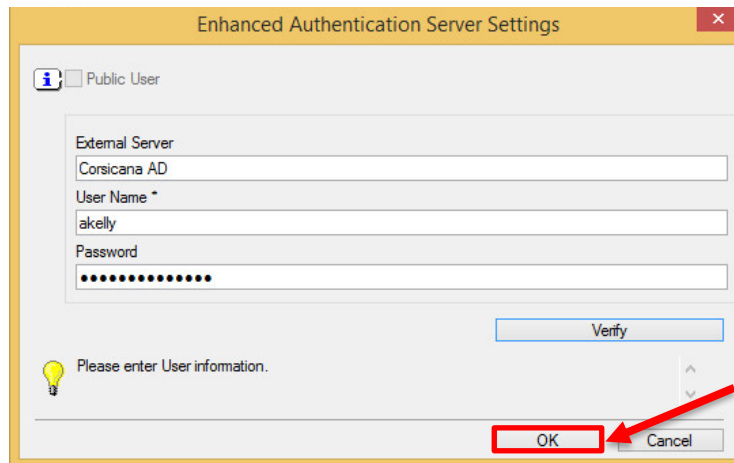 Enhanced Authentication Server Settings
Public User
External Server
Corsicana AD
User Name *
akelly
Password
••••••••••••••
Verify
Please enter User information.
OK
Cancel